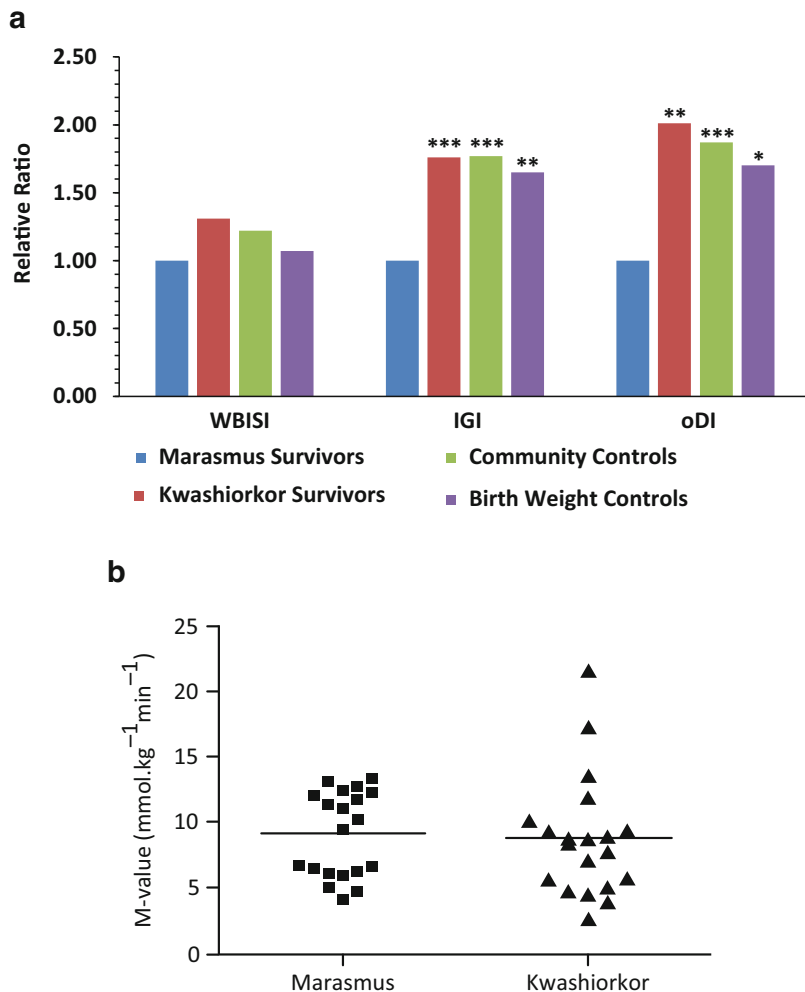 a
2.50
2.00
1.50
1.00
0.50
0.00
Relative Ratio
*** *** **
** *** *
WBISI IGI oDI
Marasmus Survivors Community Controls
Kwashiorkor Survivors Birth Weight Controls
b
25
20
15
10
5
0
M-value (mmol.kg⁻¹min⁻¹)
Marasmus Kwashiorkor